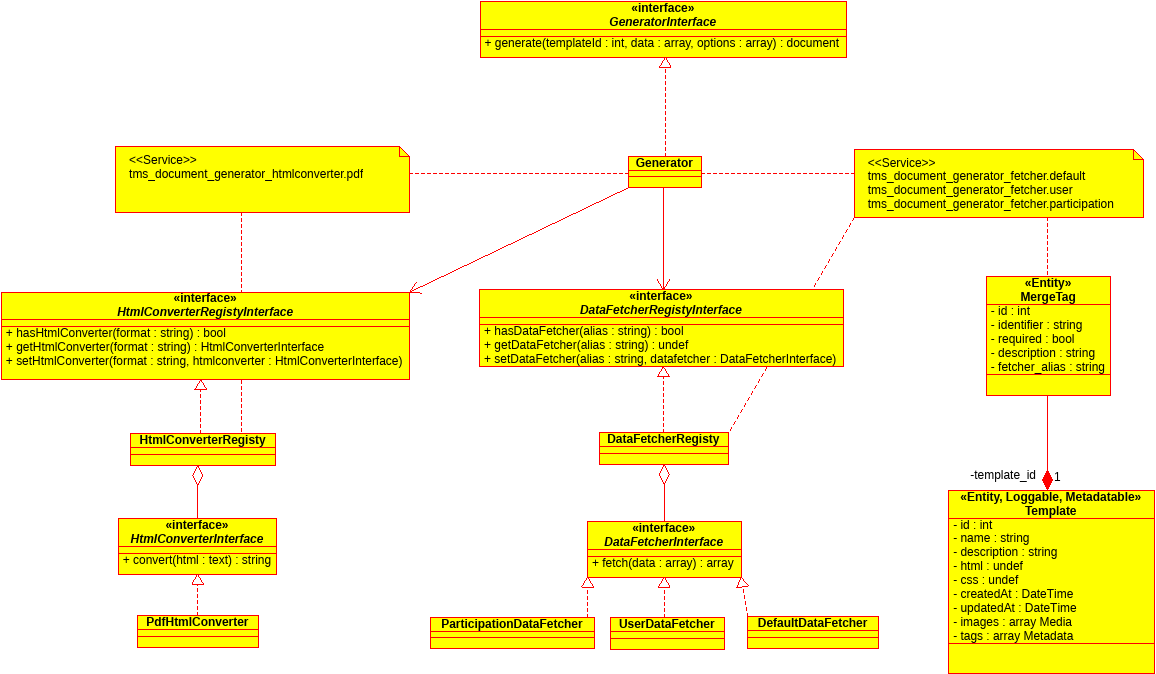 «interface»
GeneratorInterface
+ generate(templateId : int, data : array, options : array) : document
<<Service>>
tms_document_generator_htmlconverter.pdf
Generator
<<Service>>
tms_document_generator_fetcher.default
tms_document_generator_fetcher.user
tms_document_generator_fetcher.participation
«interface»
HtmlConverterRegistyInterface
+ hasHtmlConverter(format : string) : bool
+ getHtmlConverter(format : string) : HtmlConverterInterface
+ setHtmlConverter(format : string, htmlconverter : HtmlConverterInterface)
«interface»
DataFetcherRegistyInterface
+ hasDataFetcher(alias : string) : bool
+ getDataFetcher(alias : string) : undef
+ setDataFetcher(alias : string, datafetcher : DataFetcherInterface)
«Entity»
MergeTag
- id : int
- identifier : string
- required : bool
- description : string
- fetcher_alias : string
HtmlConverterRegisty
DataFetcherRegisty
-template_id
1
«interface»
HtmlConverterInterface
+ convert(html : text) : string
«interface»
DataFetcherInterface
+ fetch(data : array) : array
«Entity, Loggable, Metadatable»
Template
- id : int
- name : string
- description : string
- html : undef
- css : undef
- createdAt : DateTime
- updatedAt : DateTime
- images : array Media
- tags : array Metadata
PdfHtmlConverter
ParticipationDataFetcher
UserDataFetcher
DefaultDataFetcher